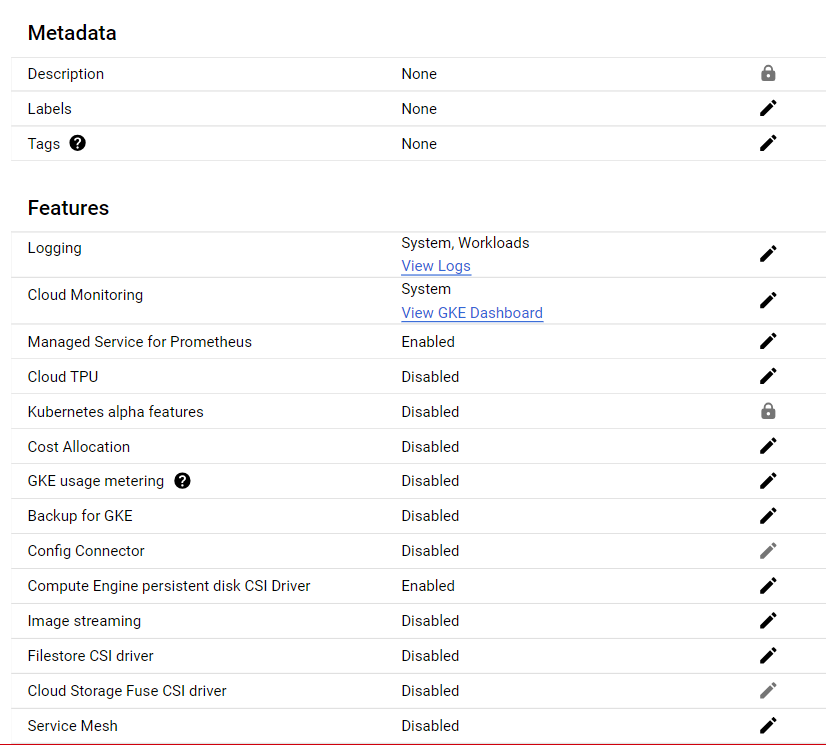 Metadata
Description None
Labels None
Tags ? None
Features
Logging System, Workloads
View Logs
Cloud Monitoring System
View GKE Dashboard
Managed Service for Prometheus Enabled
Cloud TPU Disabled
Kubernetes alpha features Disabled
Cost Allocation Disabled
GKE usage metering ? Disabled
Backup for GKE Disabled
Config Connector Disabled
Compute Engine persistent disk CSI Driver Enabled
Image streaming Disabled
Filestore CSI driver Disabled
Cloud Storage Fuse CSI driver Disabled
Service Mesh Disabled